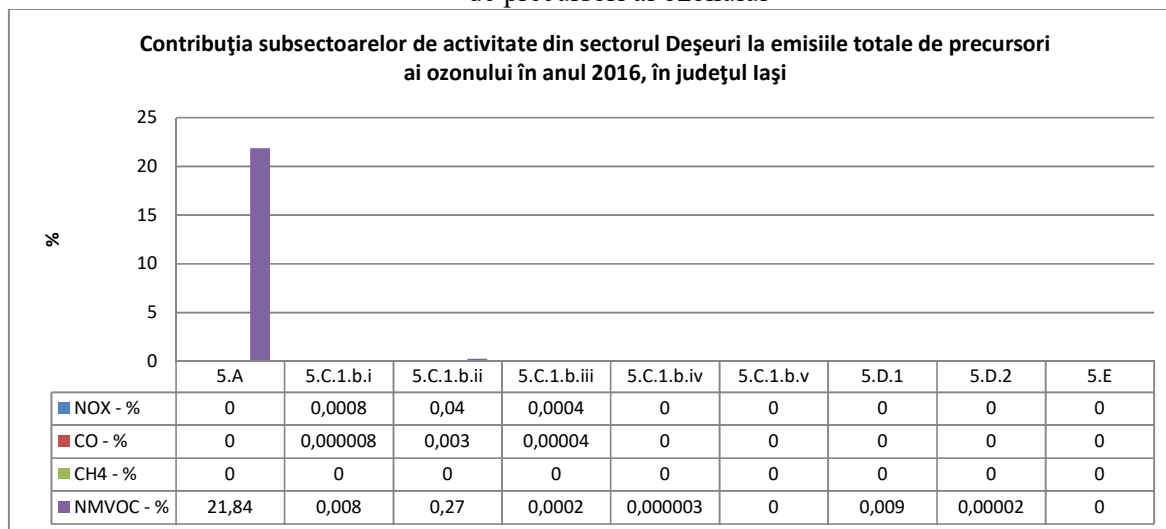 de precursori ai ozonului
Contribuţia subsectoarelor de activitate din sectorul Deşeuri la emisiile totale de precursori
ai ozonului în anul 2016, în judeţul Iaşi
25
20
15
10
5
0
%
5.A 5.C.1.b.i 5.C.1.b.ii 5.C.1.b.iii 5.C.1.b.iv 5.C.1.b.v 5.D.1 5.D.2 5.E
NOX - % 0 0,0008 0,04 0,0004 0 0 0 0 0
CO - % 0 0,000008 0,003 0,00004 0 0 0 0 0
CH4 - % 0 0 0 0 0 0 0 0 0
NMVOC - % 21,84 0,008 0,27 0,0002 0,000003 0 0,009 0,00002 0